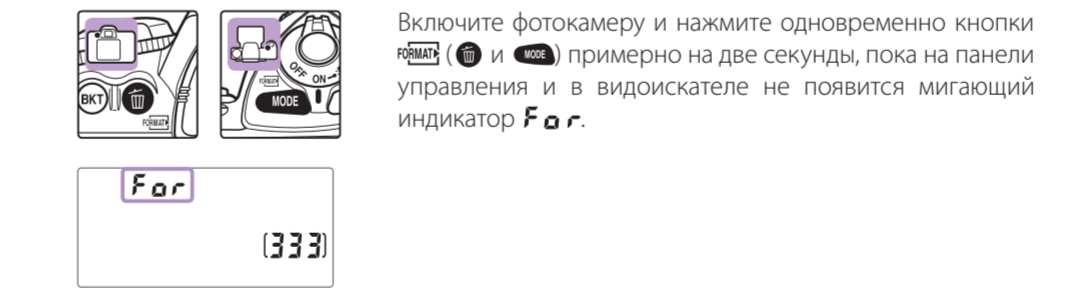 BKT
FORMAT
FORMAT
OFF ON
MODE
For
(333)
Включите фотокамеру и нажмите одновременно кнопки
FORMAT ( и MODE) примерно на две секунды, пока на панели
управления и в видоискателе не появится мигающий
индикатор For.